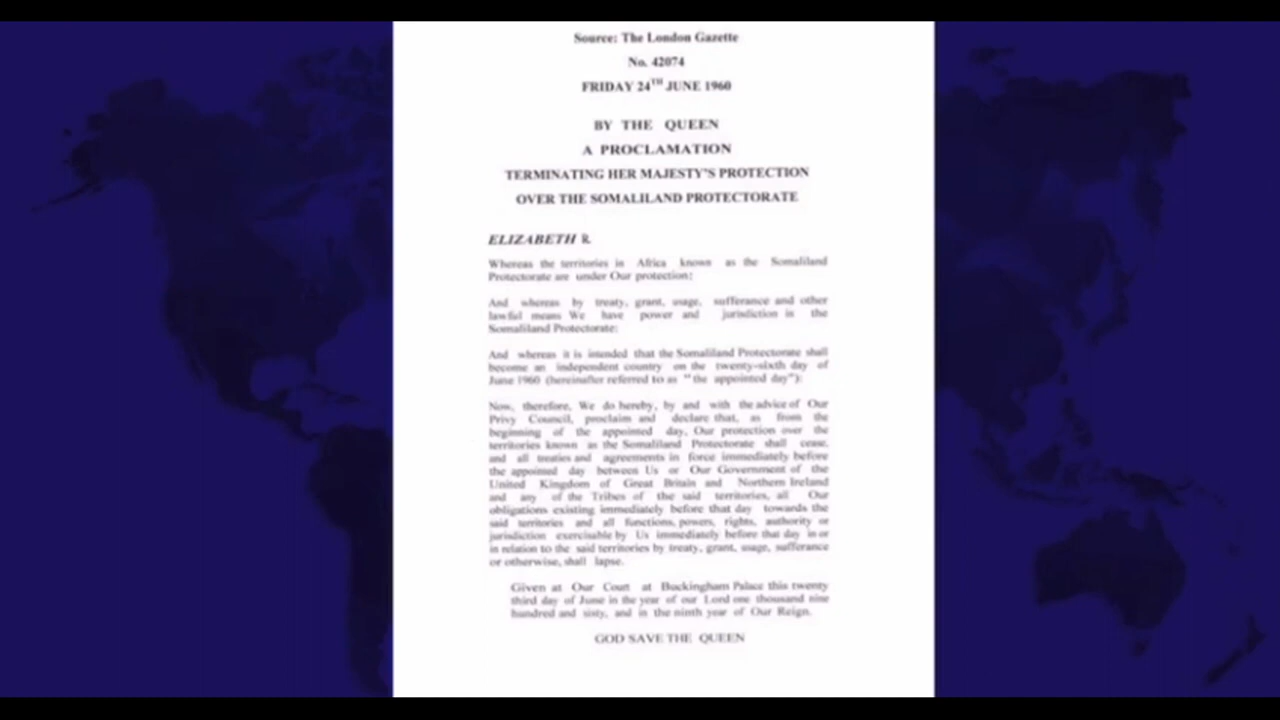 Source: The London Gazette
No. 42074
FRIDAY 24TH JUNE 1960
BY THE QUEEN
A PROCLAMATION
TERMINATING HER MAJESTY'S PROTECTION
OVER THE SOMALILAND PROTECTORATE
ELIZABETH R.
Whereas the territories in Africa known as the Somaliland
Protectorate are under Our protection:
And whereas by treaty, grant, usage, sufferance and other
lawful means We have power and jurisdiction is the
Somaliland Protectorate:
And whereas it is intended that the Somaliland Protectorate shall
become an independent country on the twenty-sixth day of
June 1960 (hereinafter referred to as "the appointed day"):
Now, therefore, We do hereby, by and with the advice of Our
Privy Council, proclaim and declare that, as from the
beginning of the appointed day, Our protection over the
territories known as the Somaliland Protectorate shall cease,
and all treaties and agreements in force immediately before
the appointed day between Us or Our Government of the
United Kingdom of Great Britain and Northern Ireland
and any of the Tribes of the said territories, all Our
obligations existing immediately before that day towards the
said territories and all functions, powers, rights, authority or
jurisdiction exercisable by Us immediately before that day in or
in relation to the said territories by treaty, grant, usage, sufferance
or otherwise, shall lapse.
Given at Our Court at Buckingham Palace this twenty
third day of June in the year of our Lord one thousand nine
hundred and sixty, and in the ninth year of Our Reign.
GOD SAVE THE QUEEN